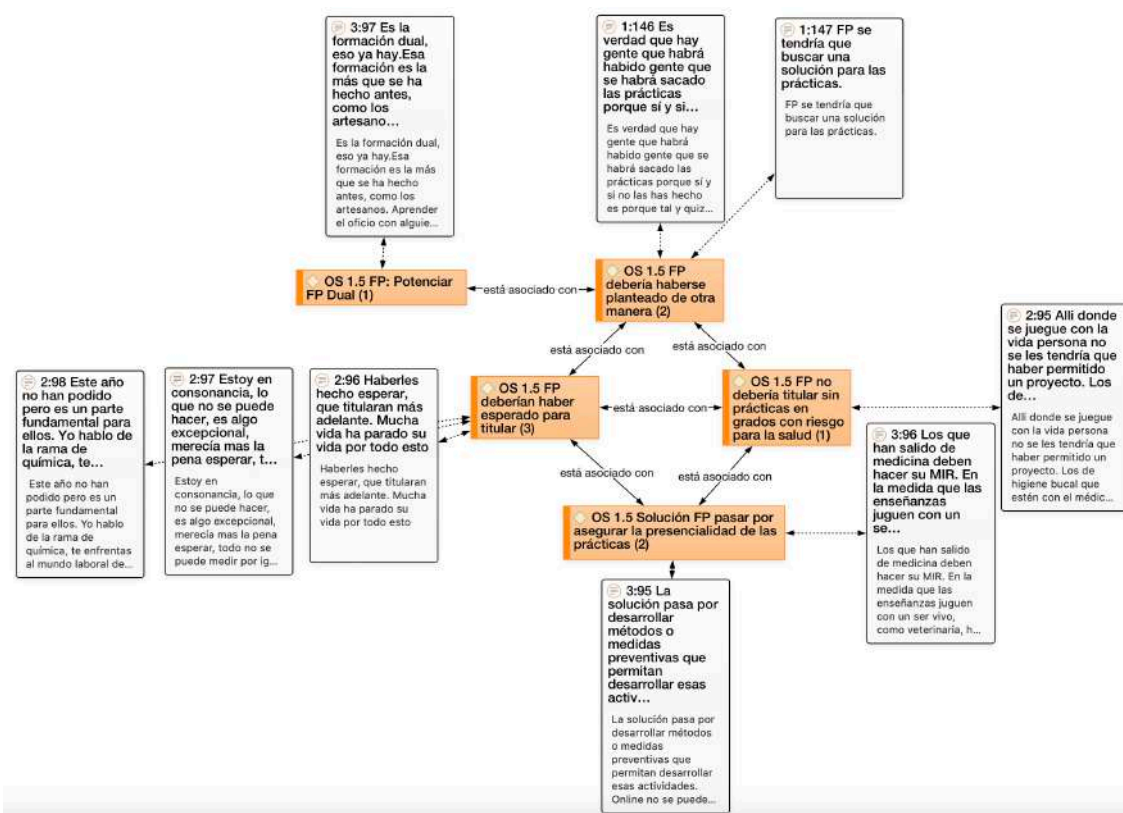 3:97 Es la
formación dual,
eso ya hay.Esa
formación es la
más que se ha
hecho antes,
como los
artesano...
Es la formación dual,
eso ya hay.Esa
formación es la más
que se ha hecho
antes, como los
artesanos. Aprender
el oficio con alguie...
1:146 Es
verdad que hay
gente que habrá
habido gente que
se habrá sacado
las prácticas
porque sí y si...
Es verdad que hay
gente que habrá
habido gente que se
habrá sacado las
prácticas porque sí y
si no las has hecho
es porque tal y quiz...
1:147 FP se
tendría que
buscar una
solución para las
prácticas.
FP se tendría que
buscar una solución
para las prácticas.
OS 1.5 FP: Potenciar
FP Dual (1)
está asociado con
OS 1.5 FP
debería haberse
planteado de otra
manera (2)
está asociado con
está asociado con
2:98 Este año
no han podido
pero es un parte
fundamental para
ellos. Yo hablo de
la rama de
química, te...
Este año no han
podido pero es un
parte fundamental
para ellos. Yo hablo
de la rama de
química, te enfrentas
al mundo laboral de...
2:97 Estoy en
consonancia, lo
que no se puede
hacer, es algo
excepcional,
merecía mas la
pena esperar, t...
Estoy en
consonancia, lo que
no se puede hacer,
es algo excepcional,
merecía mas la pena
esperar, todo no se
puede medir por ig...
2:96 Haberles
hecho esperar,
que titularan más
adelante. Mucha
vida ha parado su
vida por todo esto
Haberles hecho
esperar, que titularan
más adelante. Mucha
vida ha parado su
vida por todo esto
OS 1.5 FP
deberían haber
esperado para
titular (3)
está asociado con
OS 1.5 FP no
debería titular sin
prácticas en
grados con riesgo
para la salud (1)
2:95 Allí donde
se juegue con la
vida persona no
se les tendría que
haber permitido
un proyecto. Los
de...
Allí donde se juegue
con la vida persona
no se les tendría que
haber permitido un
proyecto. Los de
higiene bucal que
estén con el médic...
está asociado con
está asociado con
OS 1.5 Solución FP pasar por
asegurar la presencialidad de las
prácticas (2)
3:96 Los que
han salido de
medicina deben
hacer su MIR. En
la medida que las
enseñanzas
juguen con un
se...
Los que han salido
de medicina deben
hacer su MIR. En la
medida que las
enseñanzas juguen
con un ser vivo,
como veterinaría, h...
3:95 La
solución pasa por
desarrollar
métodos o
medidas
preventivas que
permitan
desarrollar esas
activ...
La solución pasa por
desarrollar métodos
o medidas
preventivas que
permitan desarrollar
esas actividades.
Online no se puede...